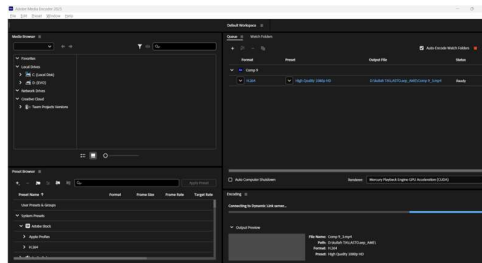 Adobe Media Encoder 2023
File Edit Preset Window Help
Default Workspace
Media Browser
Favorites
Local Drives
C: (Local Disk)
D: (DVD)
Network Drives
Creative Cloud
Team Projects Versions
Preset Browser
Apply Preset
Preset Name Format Frame Size Frame Rate Target Rate
User Presets & Groups
System Presets
Adobe Stock
Apple ProRes
H.264
Queue Watch Folders
Auto Encode Watch Folders
Format Preset Output File Status
Comp 9
H.264 High Quality 1080p HD Ready
Auto Computer Shutdown
Renderer: Mercury Playback Engine GPU Acceleration (CUDA)
Encoding
Connecting to Dynamic Link server...
Output Preview
File Name: Comp 9_3.mp4
Path:
Format: H.264
Preset: High Quality 1080p HD